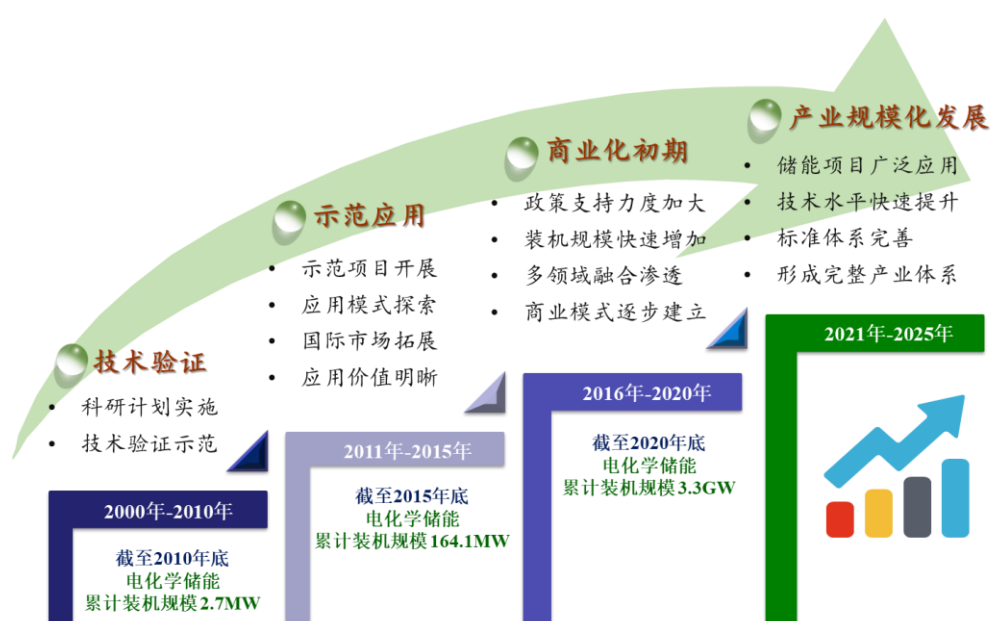 技术验证
• 科研计划实施
• 技术验证示范
2000年-2010年
截至2010年底
电化学储能
累计装机规模2.7MW
示范应用
• 示范项目开展
• 应用模式探索
• 国际市场拓展
• 应用价值明晰
2011年-2015年
截至2015年底
电化学储能
累计装机规模164.1MW
商业化初期
• 政策支持力度加大
• 装机规模快速增加
• 多领域融合渗透
• 商业模式逐步建立
2016年-2020年
截至2020年底
电化学储能
累计装机规模3.3GW
产业规模化发展
• 储能项目广泛应用
• 技术水平快速提升
• 标准体系完善
• 形成完整产业体系
2021年-2025年